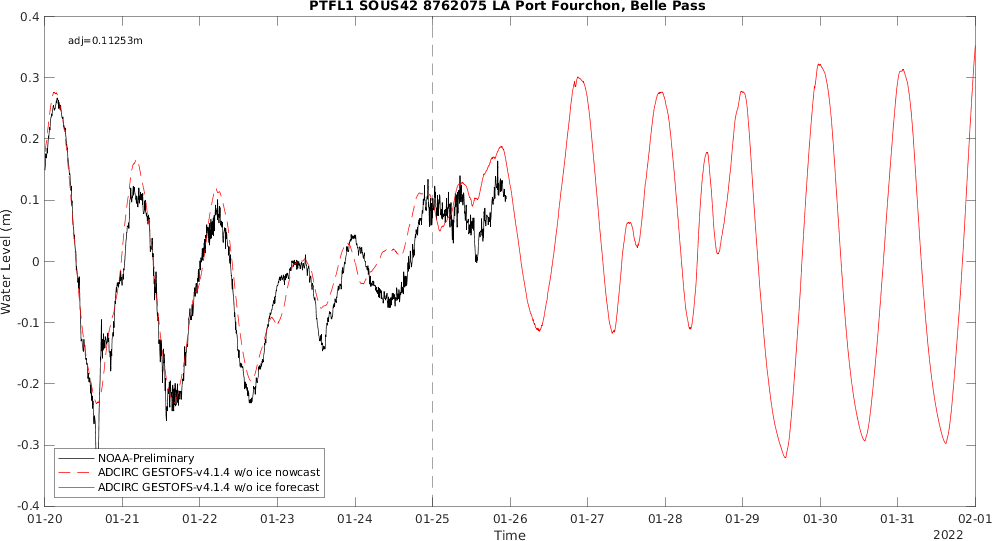 PTFL1 SOUS42 8762075 LA Port Fourchon, Belle Pass
adj=0.11253m
0.4
0.3
0.2
0.1
0
-0.1
-0.2
-0.3
-0.4
Water Level (m)
NOAA-Preliminary
ADCIRC GESTOFS-v4.1.4 w/o ice nowcast
ADCIRC GESTOFS-v4.1.4 w/o ice forecast
01-20 01-21 01-22 01-23 01-24 01-25 01-26 01-27 01-28 01-29 01-30 01-31 02-01
Time
2022